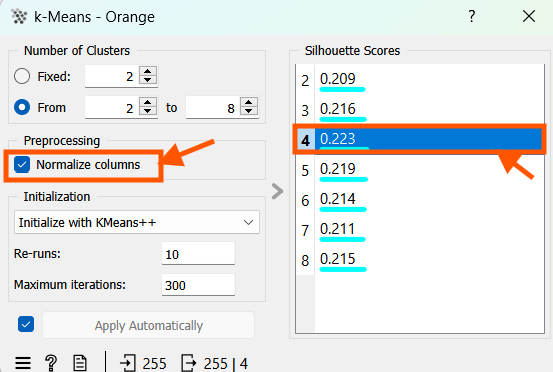 k-Means - Orange
Number of Clusters
Fixed: 2
From 2 to 8
Preprocessing
Normalize columns
Initialization
Initialize with KMeans++
Re-runs: 10
Maximum iterations: 300
Apply Automatically
Silhouette Scores
2 0.209
3 0.216
4 0.223
5 0.219
6 0.214
7 0.211
8 0.215
? 255 255 | 4